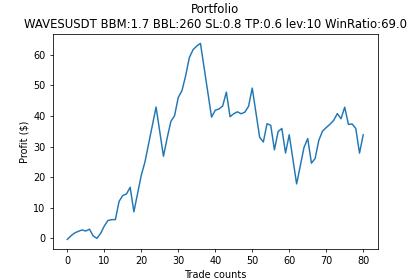 Portfolio
WAVESUSDT BBM:1.7 BBL:260 SL:0.8 TP:0.6 lev:10 WinRatio:69.0
Profit ($)
60
50
40
30
20
10
0
0 10 20 30 40 50 60 70 80
Trade counts